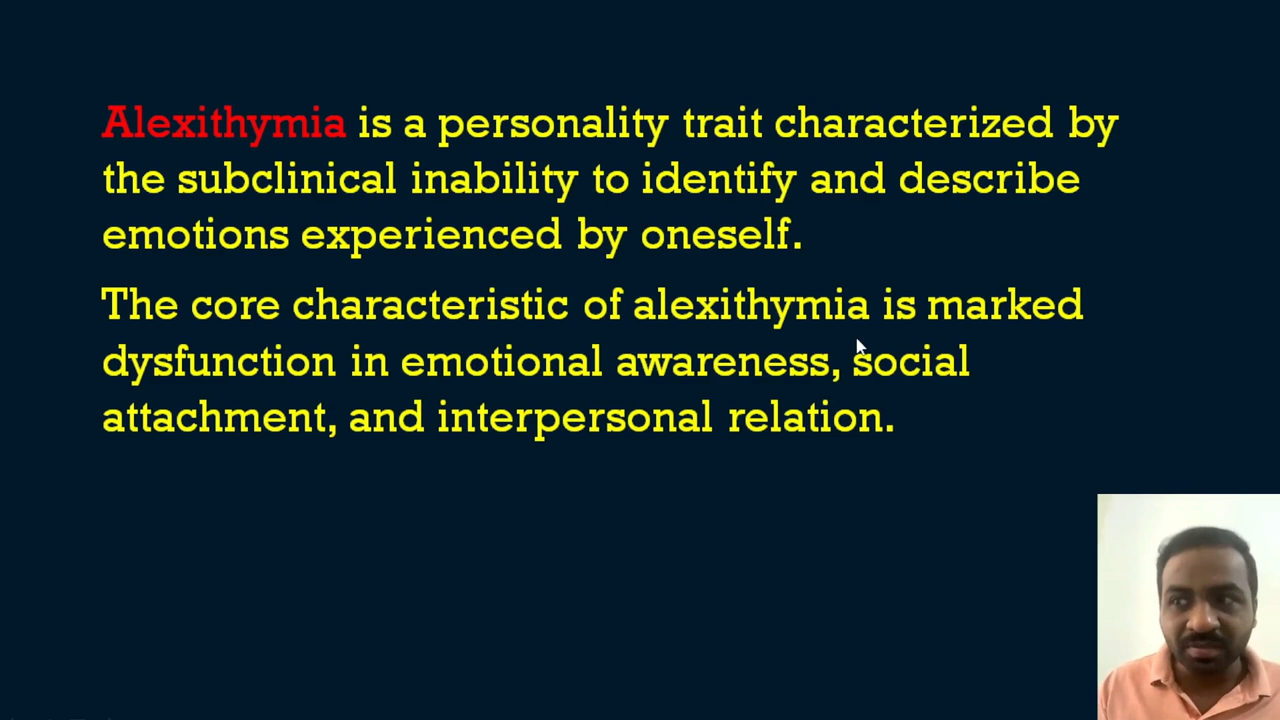 Alexithymia is a personality trait characterized by
the subclinical inability to identify and describe
emotions experienced by oneself.
The core characteristic of alexithymia is marked
dysfunction in emotional awareness, social
attachment, and interpersonal relation.